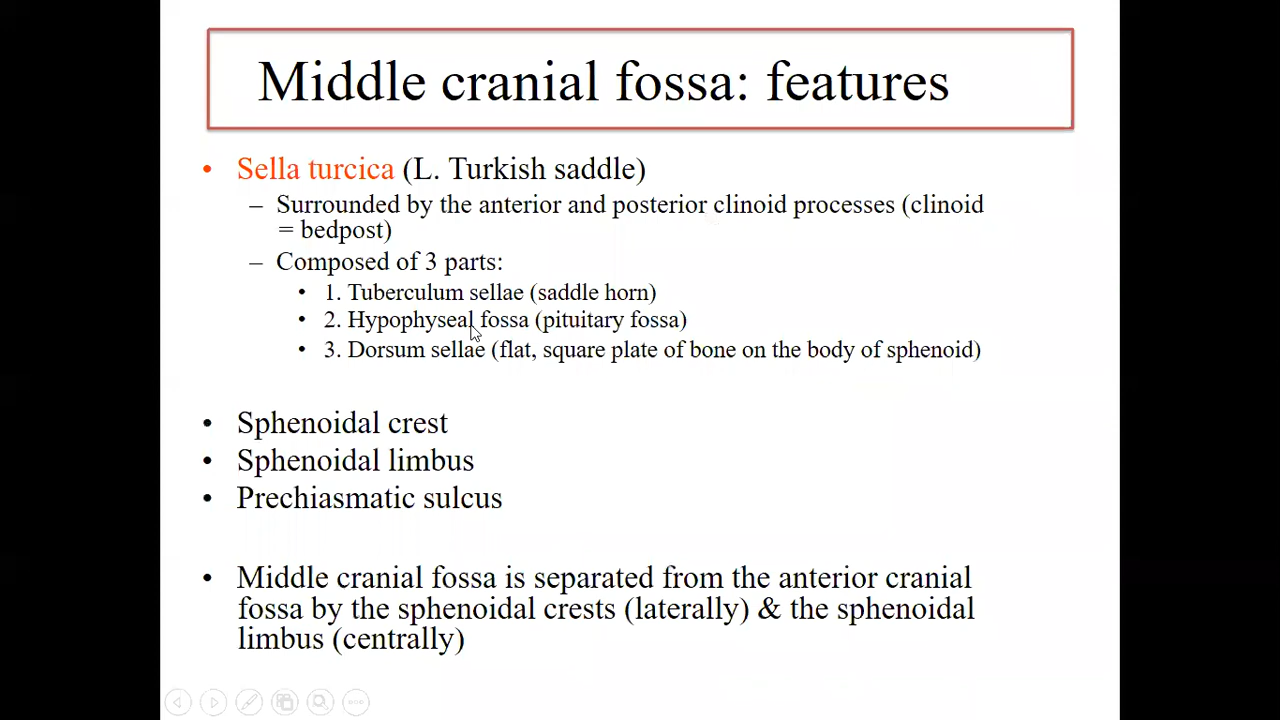 Middle cranial fossa: features
• Sella turcica (L. Turkish saddle)
– Surrounded by the anterior and posterior clinoid processes (clinoid
= bedpost)
– Composed of 3 parts:
• 1. Tuberculum sellae (saddle horn)
• 2. Hypophyseal fossa (pituitary fossa)
• 3. Dorsum sellae (flat, square plate of bone on the body of sphenoid)
• Sphenoidal crest
• Sphenoidal limbus
• Prechiasmatic sulcus
• Middle cranial fossa is separated from the anterior cranial
fossa by the sphenoidal crests (laterally) & the sphenoidal
limbus (centrally)